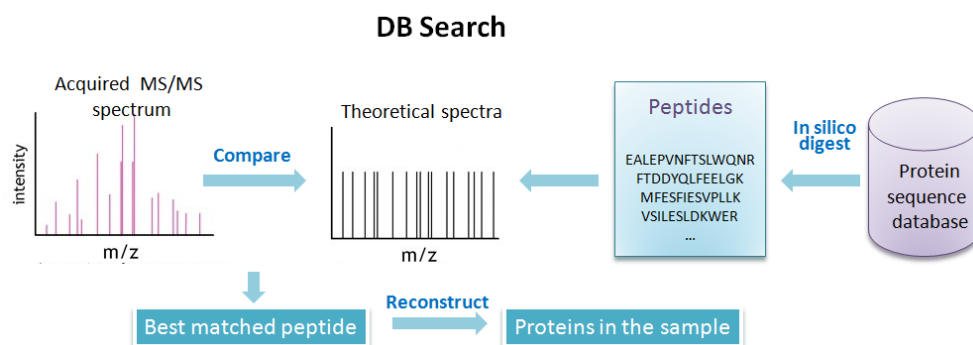 DB Search
Acquired MS/MS
spectrum
intensity
m/z
Compare
Theoretical spectra
m/z
Peptides
EALEPVNFTSLWQNR
FTDDYQLFEELGK
MFESFIESVPLLK
VSILESLDKWER
...
In silico
digest
Protein
sequence
database
Best matched peptide
Reconstruct
Proteins in the sample